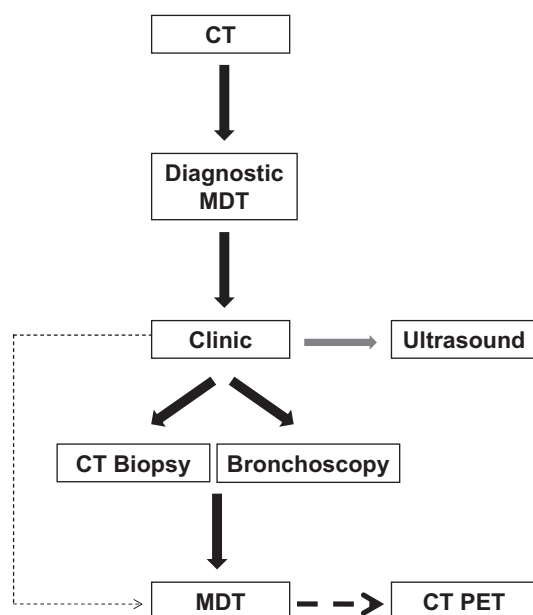 CT
Diagnostic
MDT
Clinic
Ultrasound
CT Biopsy
Bronchoscopy
MDT
CT PET